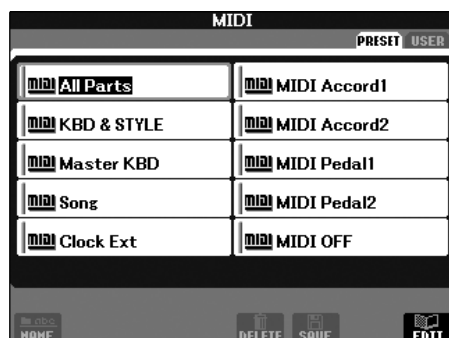 MIDI
PRESET USER
MIDI All Parts
MIDI KBD & STYLE
MIDI Master KBD
MIDI Song
MIDI Clock Ext
MIDI MIDI Accord1
MIDI MIDI Accord2
MIDI MIDI Pedal1
MIDI MIDI Pedal2
MIDI MIDI OFF
abc
NAME DELETE SAVE EDIT